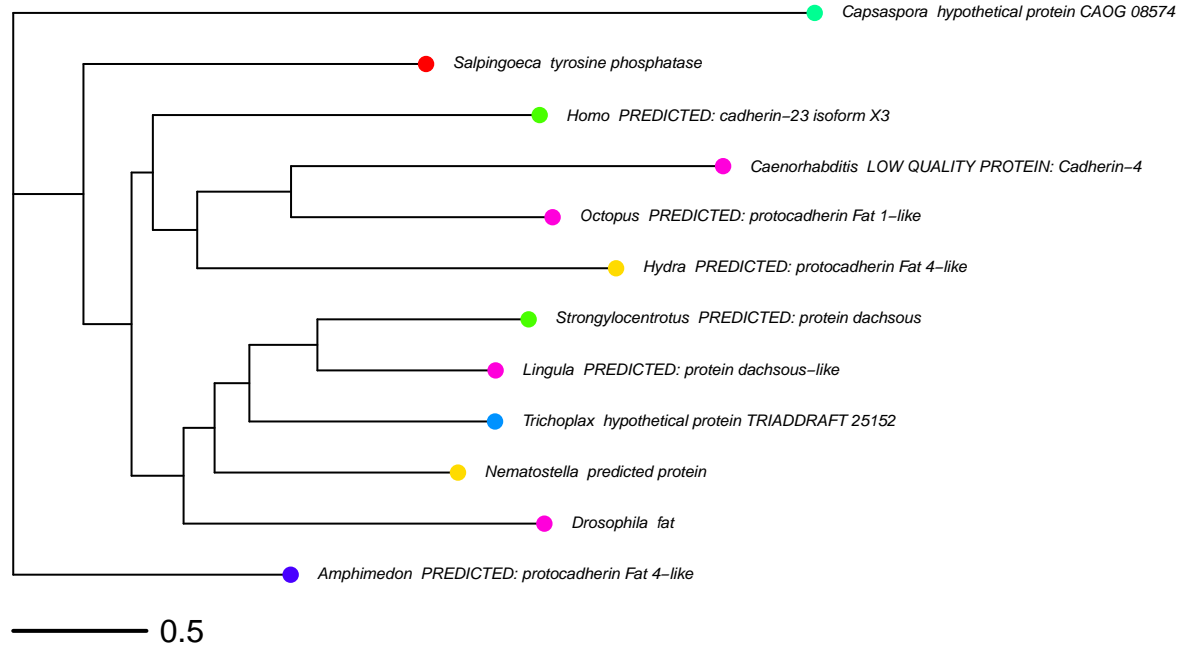 Capsaspora hypothetical protein CAOG 08574
Salpingoeca tyrosine phosphatase
Homo PREDICTED: cadherin−23 isoform X3
Caenorhabditis LOW QUALITY PROTEIN: Cadherin−4
Octopus PREDICTED: protocadherin Fat 1−like
Hydra PREDICTED: protocadherin Fat 4−like
Strongylocentrotus PREDICTED: protein dachsous
Lingula PREDICTED: protein dachsous−like
Trichoplax hypothetical protein TRIADDRAFT 25152
Nematostella predicted protein
Drosophila fat
Amphimedon PREDICTED: protocadherin Fat 4−like
0.5